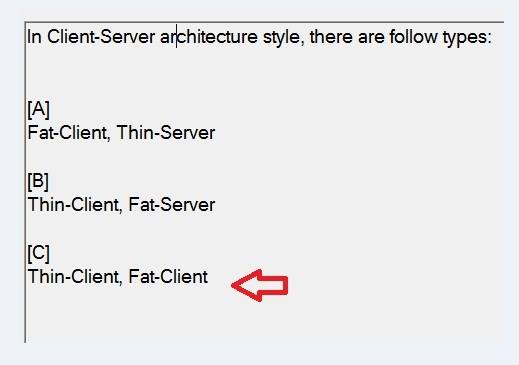 In Client-Server architecture style, there are follow types:
[A]
Fat-Client, Thin-Server
[B]
Thin-Client, Fat-Server
[C]
Thin-Client, Fat-Client